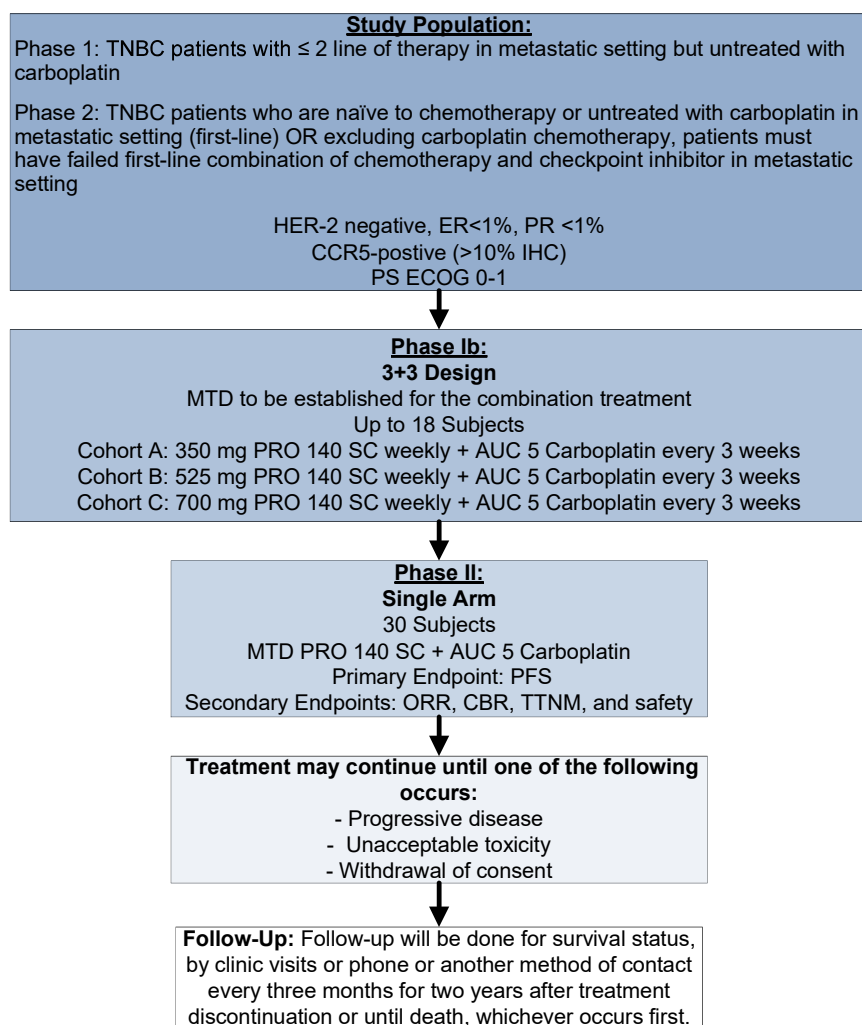 Study Population:
Phase 1: TNBC patients with ≤ 2 line of therapy in metastatic setting but untreated with
carboplatin
Phase 2: TNBC patients who are naïve to chemotherapy or untreated with carboplatin in
metastatic setting (first-line) OR excluding carboplatin chemotherapy, patients must
have failed first-line combination of chemotherapy and checkpoint inhibitor in metastatic
setting
HER-2 negative, ER<1%, PR <1%
CCR5-postive (>10% IHC)
PS ECOG 0-1
Phase Ib:
3+3 Design
MTD to be established for the combination treatment
Up to 18 Subjects
Cohort A: 350 mg PRO 140 SC weekly + AUC 5 Carboplatin every 3 weeks
Cohort B: 525 mg PRO 140 SC weekly + AUC 5 Carboplatin every 3 weeks
Cohort C: 700 mg PRO 140 SC weekly + AUC 5 Carboplatin every 3 weeks
Phase II:
Single Arm
30 Subjects
MTD PRO 140 SC + AUC 5 Carboplatin
Primary Endpoint: PFS
Secondary Endpoints: ORR, CBR, TTNM, and safety
Treatment may continue until one of the following
occurs:
- Progressive disease
- Unacceptable toxicity
- Withdrawal of consent
Follow-Up: Follow-up will be done for survival status,
by clinic visits or phone or another method of contact
every three months for two years after treatment
discontinuation or until death, whichever occurs first.